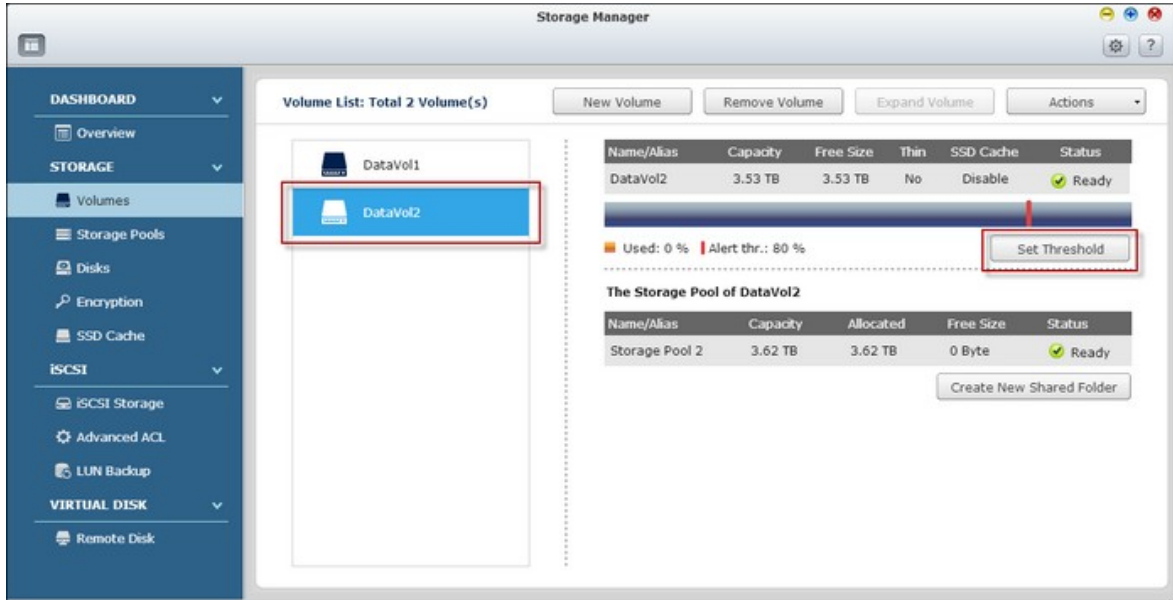 Storage Manager
?
DASHBOARD
Overview
STORAGE
Volumes
Storage Pools
Disks
Encryption
SSD Cache
iSCSI
iSCSI Storage
Advanced ACL
LUN Backup
VIRTUAL DISK
Remote Disk
Volume List: Total 2 Volume(s)
New Volume Remove Volume Expand Volume Actions
DataVol1
DataVol2
Name/Alias Capacity Free Size Thin SSD Cache Status
DataVol2 3.53 TB 3.53 TB No Disable Ready
Used: 0 % Alert thr.: 80 %
Set Threshold
The Storage Pool of DataVol2
Name/Alias Capacity Allocated Free Size Status
Storage Pool 2 3.62 TB 3.62 TB 0 Byte Ready
Create New Shared Folder